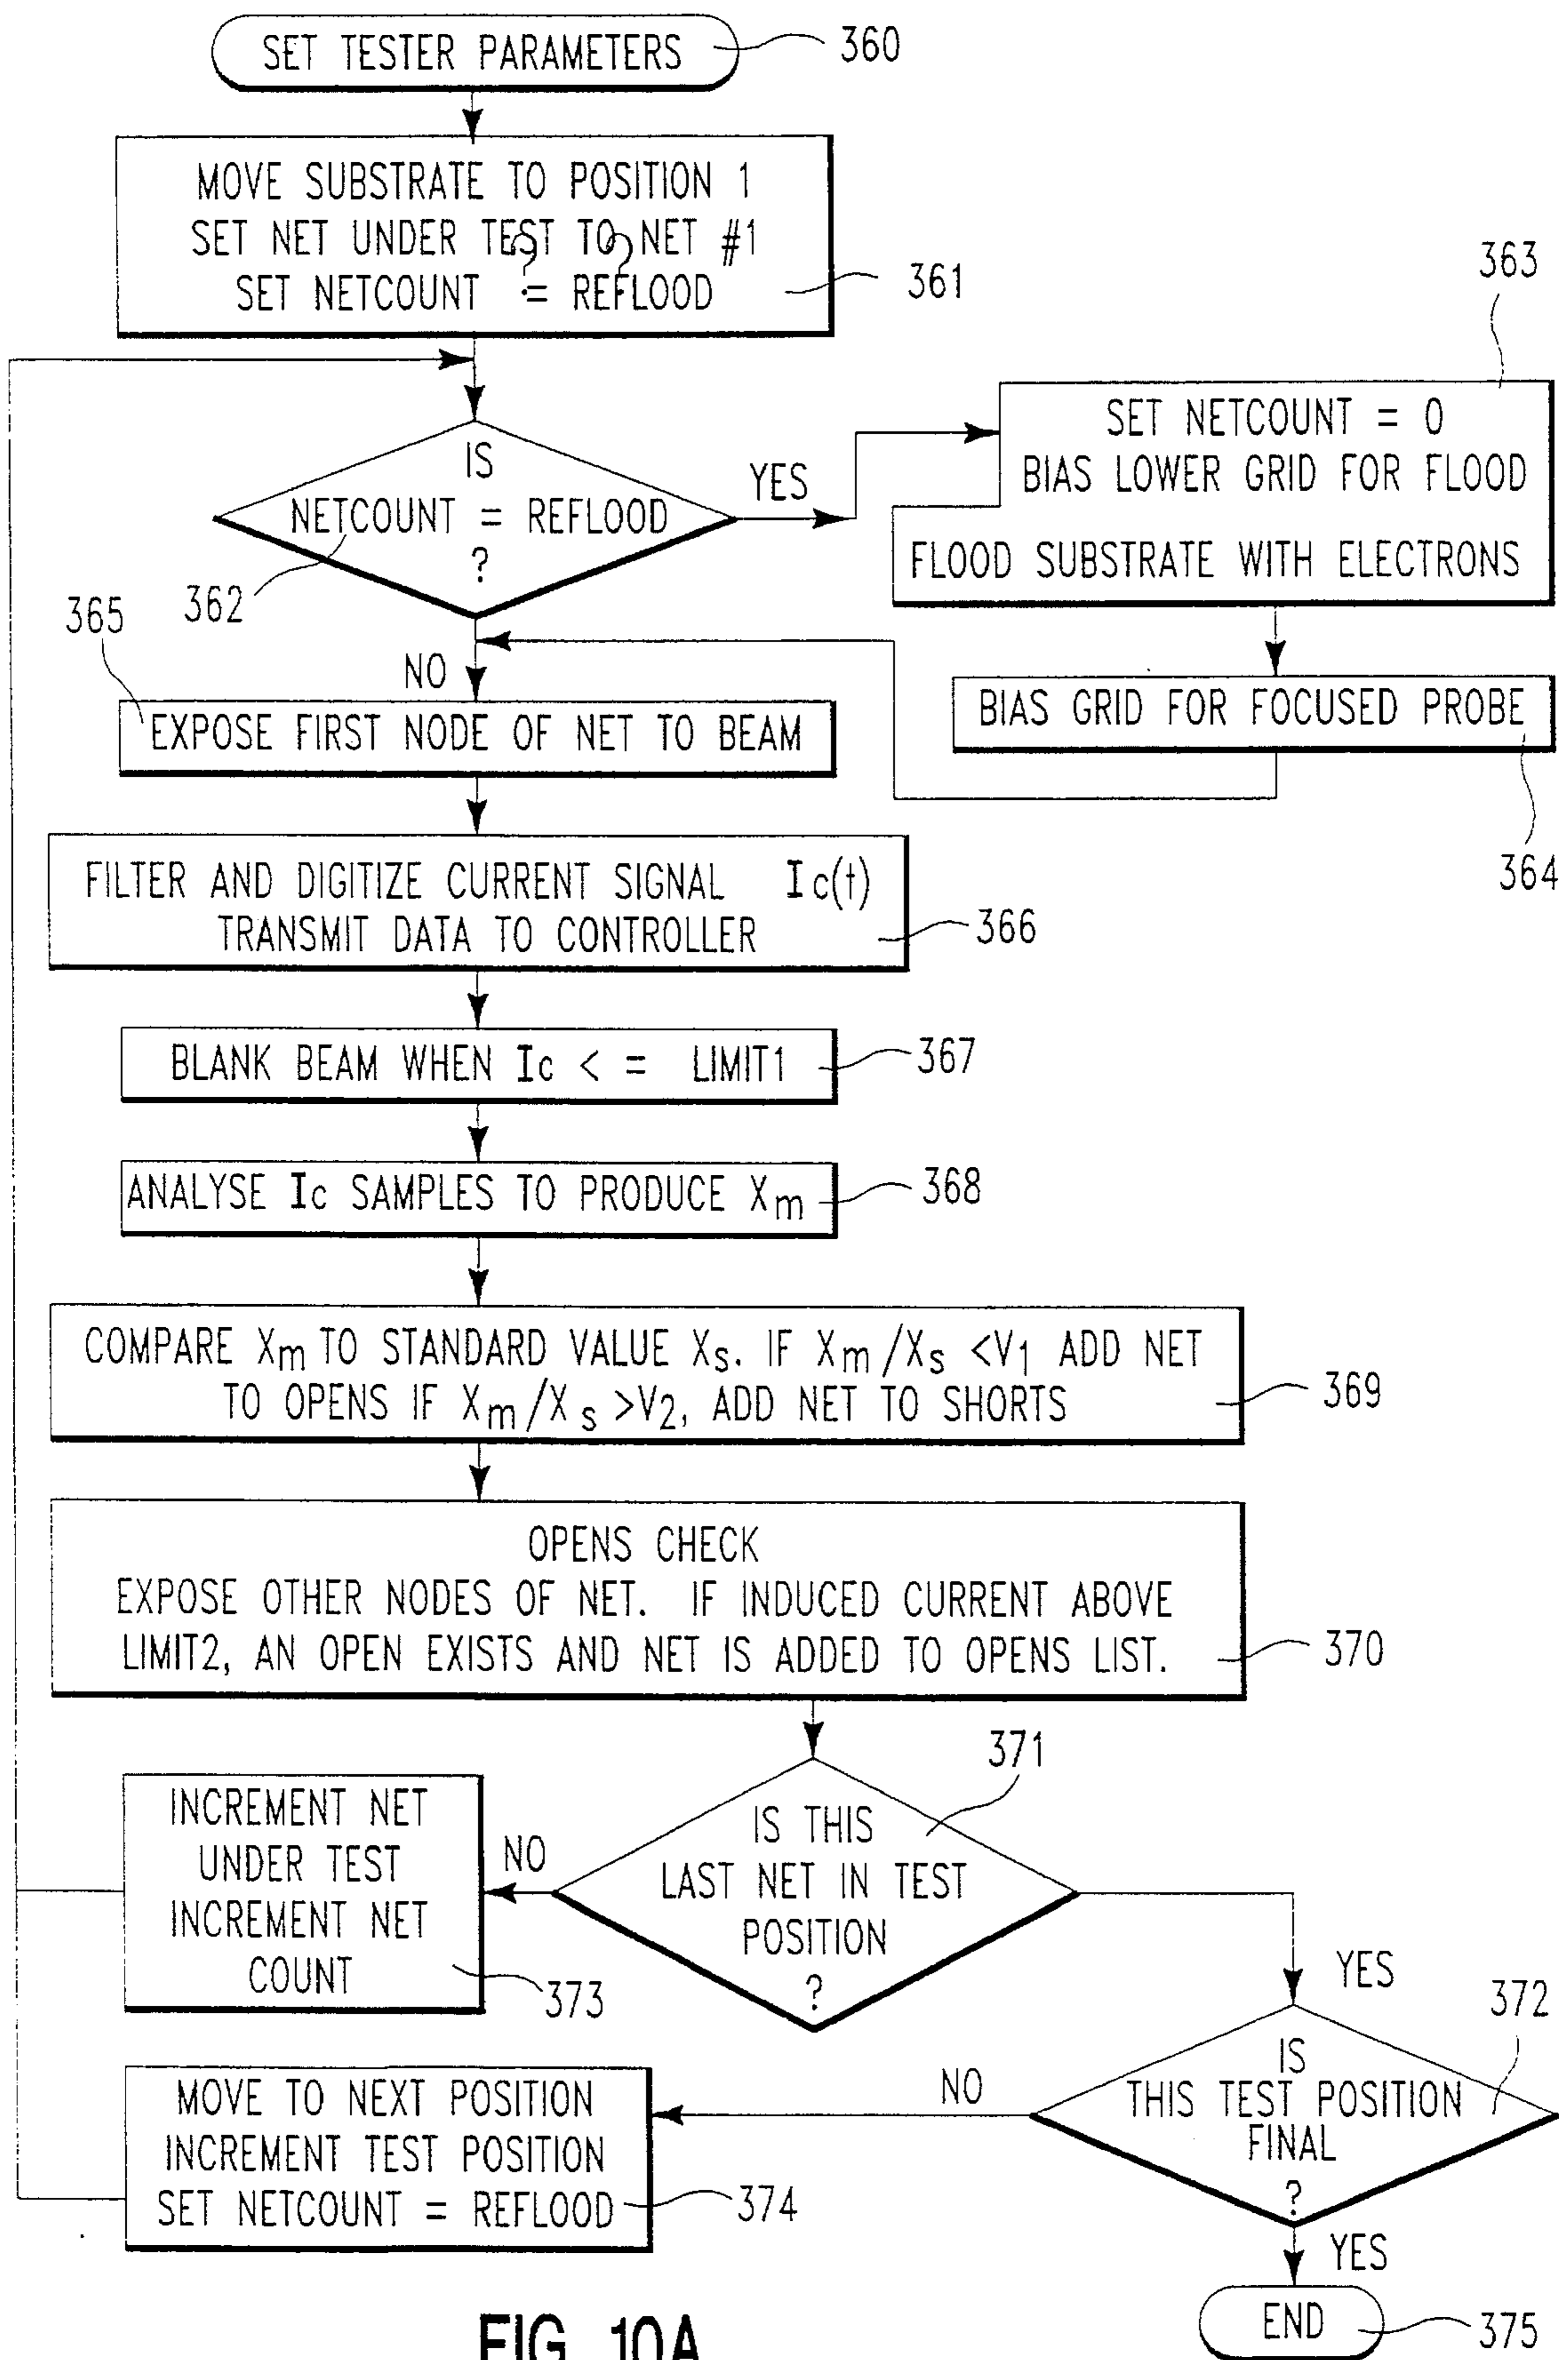 SET TESTER PARAMETERS
360
MOVE SUBSTRATE TO POSITION 1
SET NET UNDER TEST TO NET #1
SET NETCOUNT = REFLOOD
361
363
IS
NETCOUNT = REFLOOD
?
362
YES
SET NETCOUNT = 0
BIAS LOWER GRID FOR FLOOD
FLOOD SUBSTRATE WITH ELECTRONS
365
NO
BIAS GRID FOR FOCUSED PROBE
364
EXPOSE FIRST NODE OF NET TO BEAM
FILTER AND DIGITIZE CURRENT SIGNAL Ic(t)
TRANSMIT DATA TO CONTROLLER
366
BLANK BEAM WHEN Ic < = LIMIT1
367
ANALYSE Ic SAMPLES TO PRODUCE Xm
368
COMPARE Xm TO STANDARD VALUE Xs. IF Xm/Xs <V1 ADD NET
TO OPENS IF Xm/Xs >V2, ADD NET TO SHORTS
369
OPENS CHECK
EXPOSE OTHER NODES OF NET. IF INDUCED CURRENT ABOVE
LIMIT2, AN OPEN EXISTS AND NET IS ADDED TO OPENS LIST.
370
371
IS THIS
LAST NET IN TEST
POSITION
?
NO
INCREMENT NET
UNDER TEST
INCREMENT NET
COUNT
373
YES
372
IS
THIS TEST POSITION
FINAL
?
NO
MOVE TO NEXT POSITION
INCREMENT TEST POSITION
SET NETCOUNT = REFLOOD
374
YES
END
375
FIG. 10A